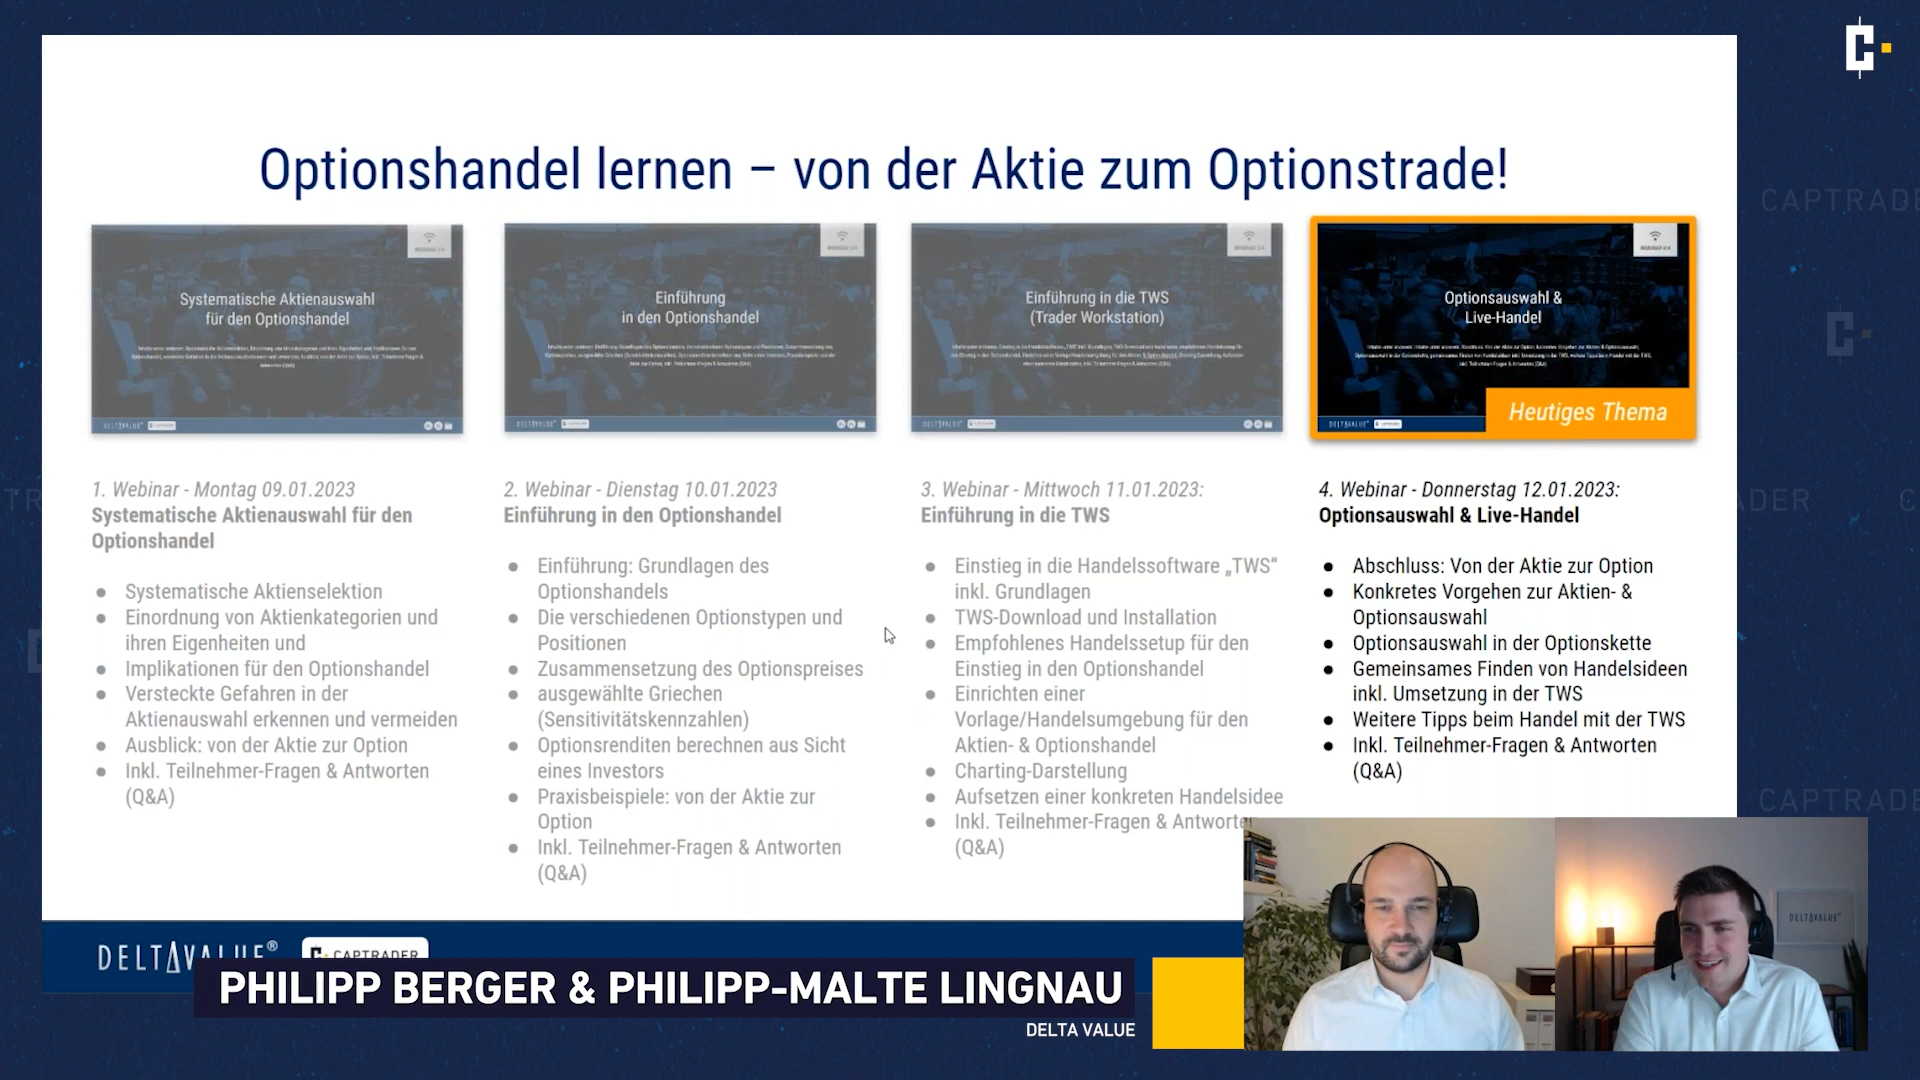 Optionshandel lernen – von der Aktie zum Optionstrade!
Systematische Aktienauswahl
für den Optionshandel
DELTAVALUE
Einführung
in den Optionshandel
DELTAVALUE
Einführung in die TWS
(Trader Workstation)
DELTAVALUE
Optionsauswahl &
Live-Handel
Heutiges Thema
DELTAVALUE
1. Webinar - Montag 09.01.2023
Systematische Aktienauswahl für den
Optionshandel
● Systematische Aktienselektion
● Einordnung von Aktienkategorien und
ihren Eigenheiten und
● Implikationen für den Optionshandel
● Versteckte Gefahren in der
Aktienauswahl erkennen und vermeiden
● Ausblick: von der Aktie zur Option
● Inkl. Teilnehmer-Fragen & Antworten
(Q&A)
2. Webinar - Dienstag 10.01.2023
Einführung in den Optionshandel
● Einführung: Grundlagen des
Optionshandels
● Die verschiedenen Optionstypen und
Positionen
● Zusammensetzung des Optionspreises
● ausgewählte Griechen
(Sensitivitätskennzahlen)
● Optionsrenditen berechnen aus Sicht
eines Investors
● Praxisbeispiele: von der Aktie zur
Option
● Inkl. Teilnehmer-Fragen & Antworten
(Q&A)
3. Webinar - Mittwoch 11.01.2023:
Einführung in die TWS
● Einstieg in die Handelssoftware „TWS“
inkl. Grundlagen
● TWS-Download und Installation
● Empfohlenes Handelssetup für den
Einstieg in den Optionshandel
● Einrichten einer
Vorlage/Handelsumgebung für den
Aktien- & Optionshandel
● Charting-Darstellung
● Aufsetzen einer konkreten Handelsidee
● Inkl. Teilnehmer-Fragen & Antworte
(Q&A)
4. Webinar - Donnerstag 12.01.2023:
Optionsauswahl & Live-Handel
● Abschluss: Von der Aktie zur Option
● Konkretes Vorgehen zur Aktien- &
Optionsauswahl
● Optionsauswahl in der Optionskette
● Gemeinsames Finden von Handelsideen
inkl. Umsetzung in der TWS
● Weitere Tipps beim Handel mit der TWS
● Inkl. Teilnehmer-Fragen & Antworten
(Q&A)
DELTAVALUE®
CAPTRADER
PHILIPP BERGER & PHILIPP-MALTE LINGNAU
DELTA VALUE
DELTAVALUE
CAPTRADE
ADER
CAPTRADE